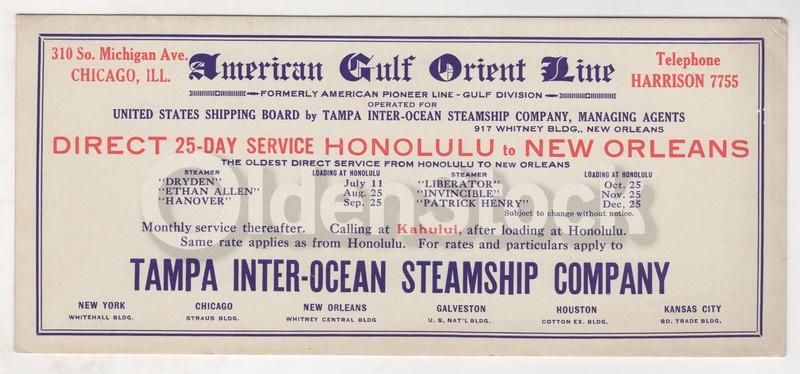 310 So. Michigan Ave.
CHICAGO, ILL.
American Gulf Orient Line
Telephone
HARRISON 7755
FORMERLY AMERICAN PIONEER LINE - GULF DIVISION
OPERATED FOR
UNITED STATES SHIPPING BOARD by TAMPA INTER-OCEAN STEAMSHIP COMPANY, MANAGING AGENTS
917 WHITNEY BLDG., NEW ORLEANS
DIRECT 25-DAY SERVICE HONOLULU to NEW ORLEANS
THE OLDEST DIRECT SERVICE FROM HONOLULU TO NEW ORLEANS
STEAMER LOADING AT HONOLULU STEAMER LOADING AT HONOLULU
"DRYDEN" July 11 "LIBERATOR" Oct. 25
"ETHAN ALLEN" Aug. 25 "INVINCIBLE" Nov. 25
"HANOVER" Sep. 25 "PATRICK HENRY" Dec, 25
Subject to change without notice.
Monthly service thereafter. Calling at Kahului, after loading at Honolulu.
Same rate applies as from Honolulu. For rates and particulars apply to
TAMPA INTER-OCEAN STEAMSHIP COMPANY
NEW YORK CHICAGO NEW ORLEANS GALVESTON HOUSTON KANSAS CITY
WHITEHALL BLDG. STRAUS BLDG. WHITNEY CENTRAL BLDG. U. S. NAT'L BLDG. COTTON EX. BLDG. BD. TRADE BLDG.
OldenStock